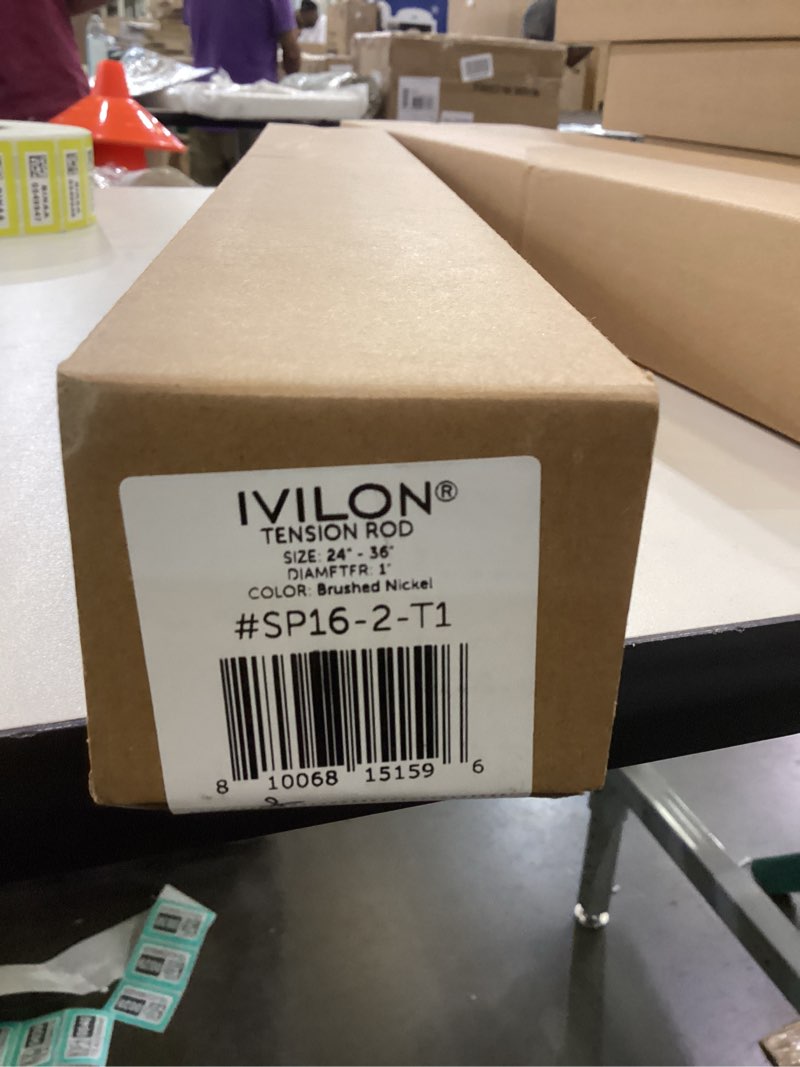 IVILON®
TENSION ROD
SIZE: 24" - 36"
DIAMETER: 1"
COLOR: Brushed Nickel
#SP16-2-T1
8 10068 15159 6